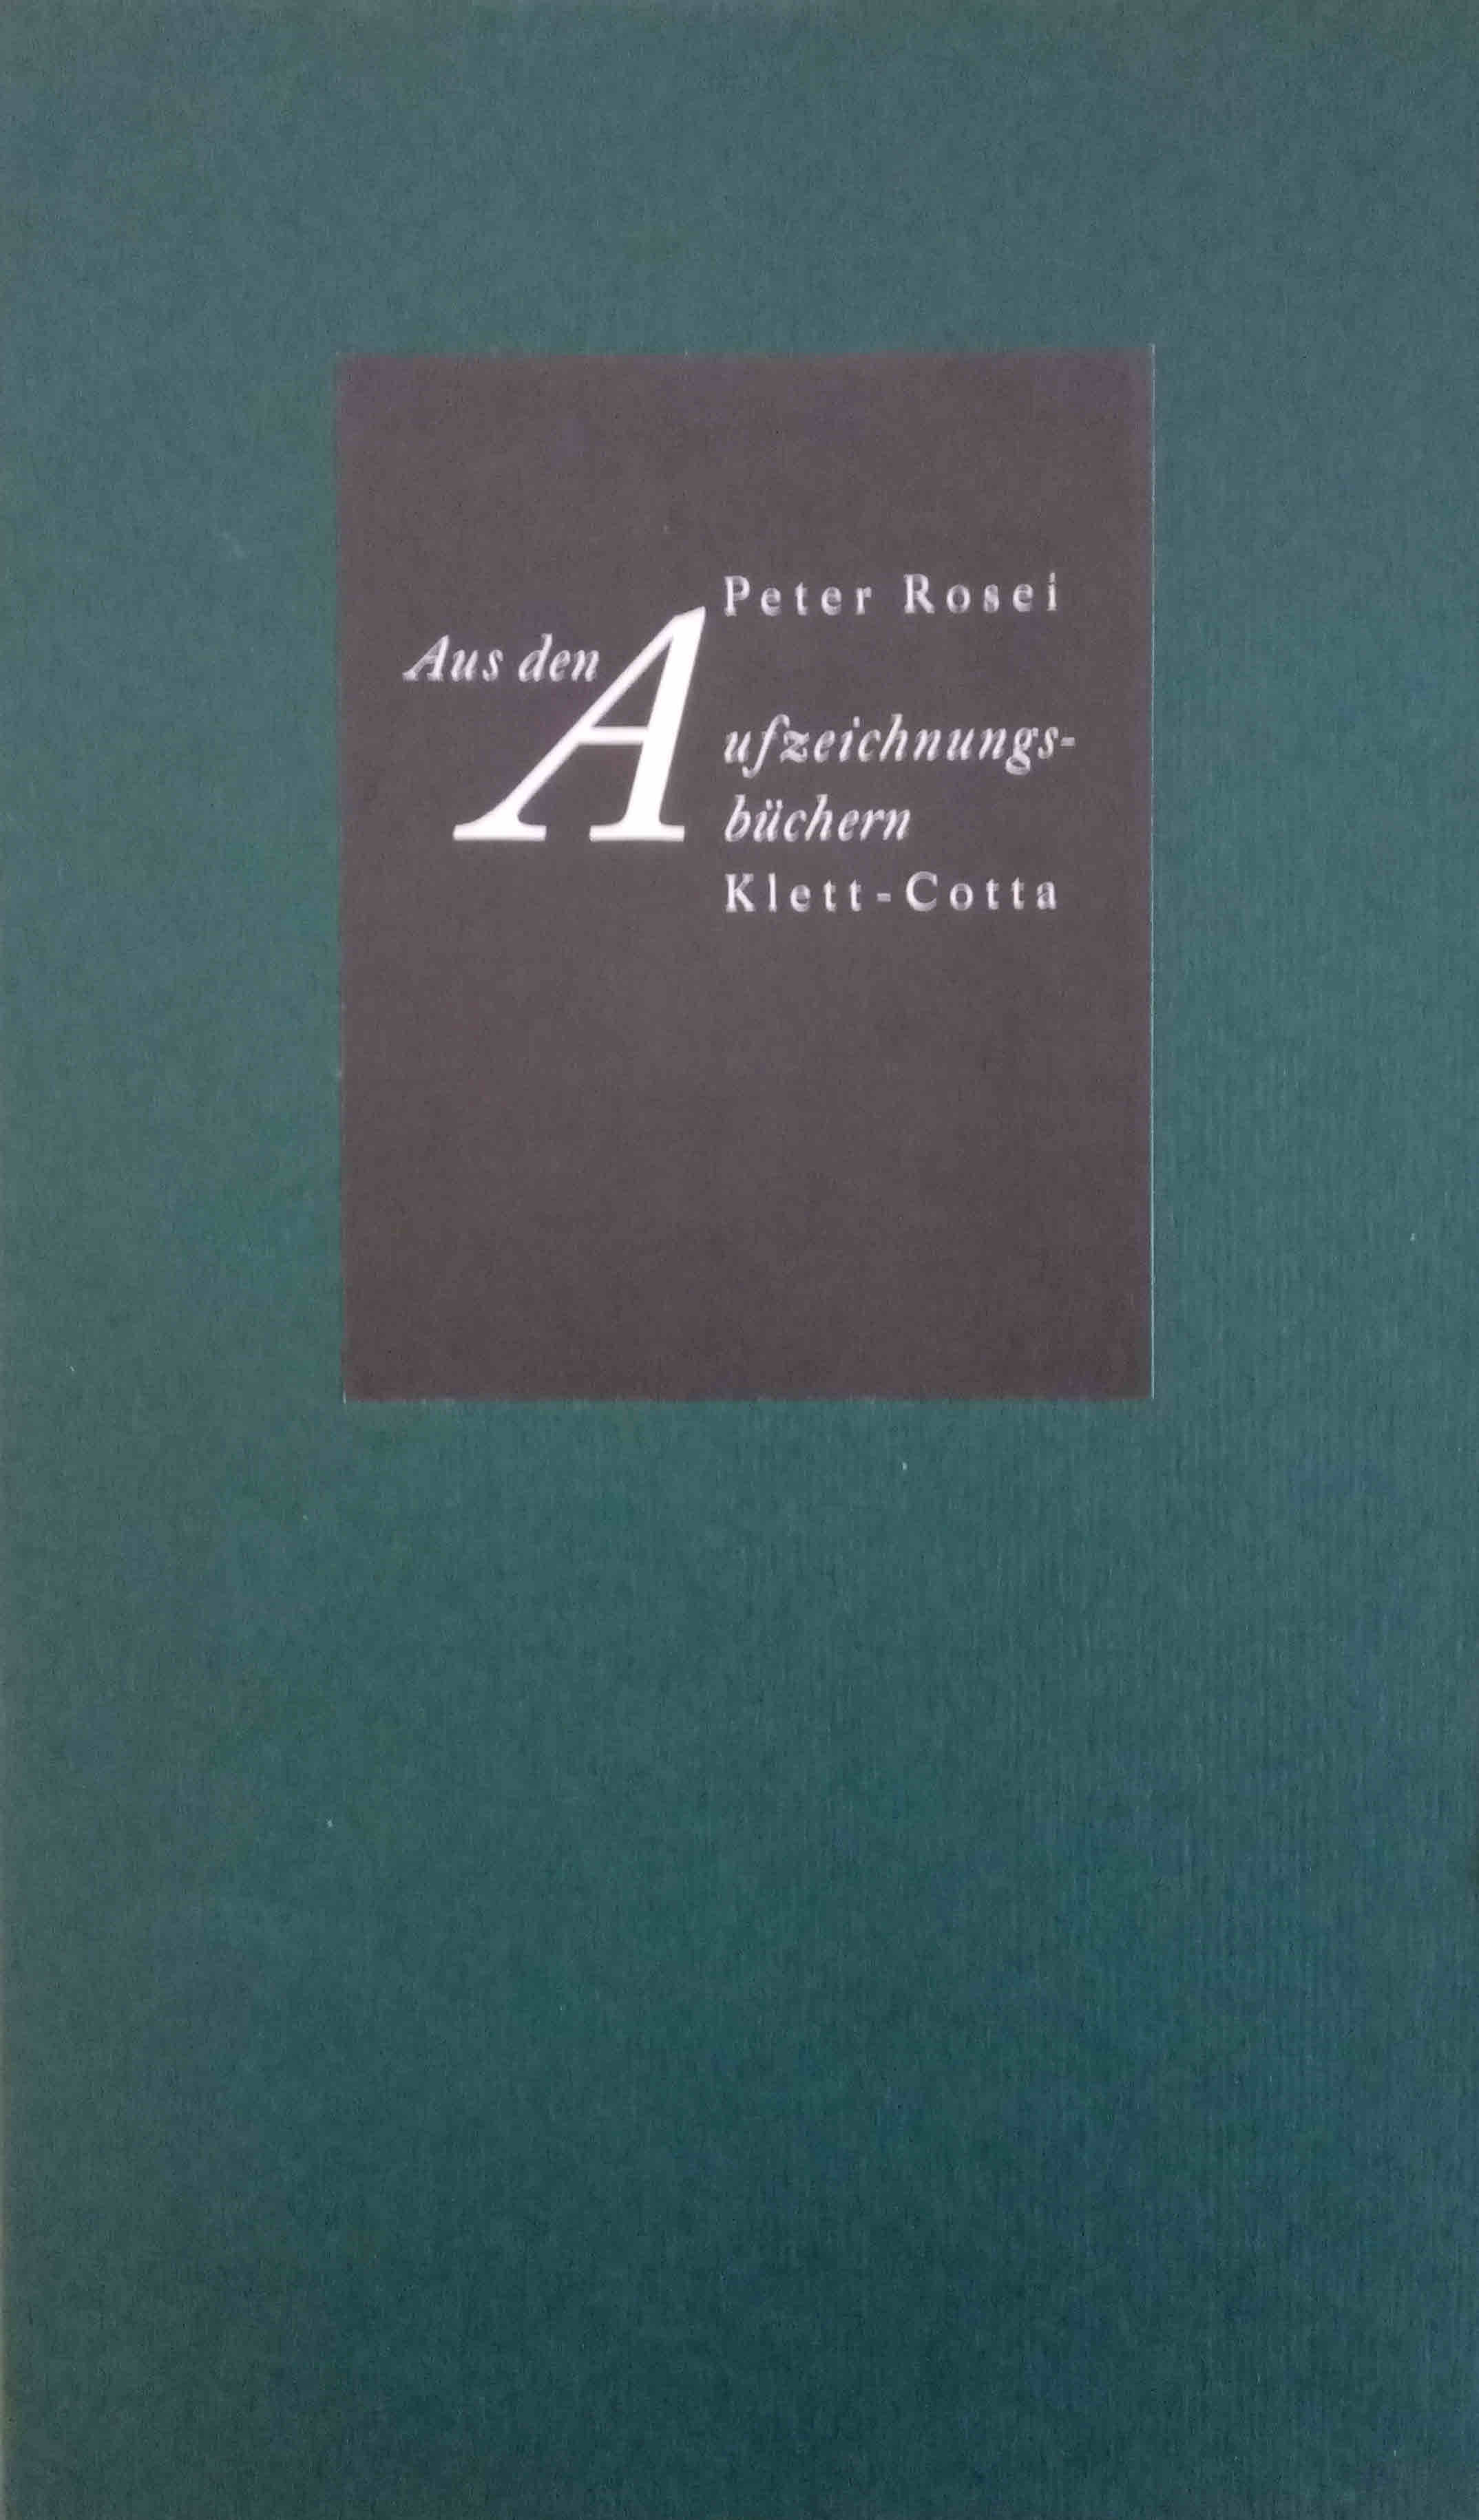 Peter Rosei
Aus den
Aufzeichnungs-
büchern
Klett-Cotta